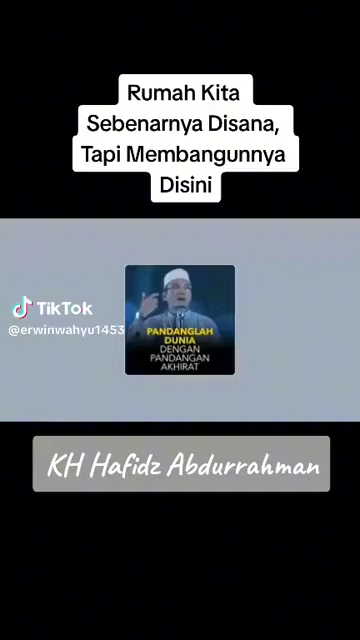 Rumah Kita
Sebenarnya Disana,
Tapi Membangunnya
Disini
TikTok
@erwinwahyu1453
PANDANGLAH
DUNIA
DENGAN
PANDANGAN
AKHIRAT
KH Hafidz Abdurrahman